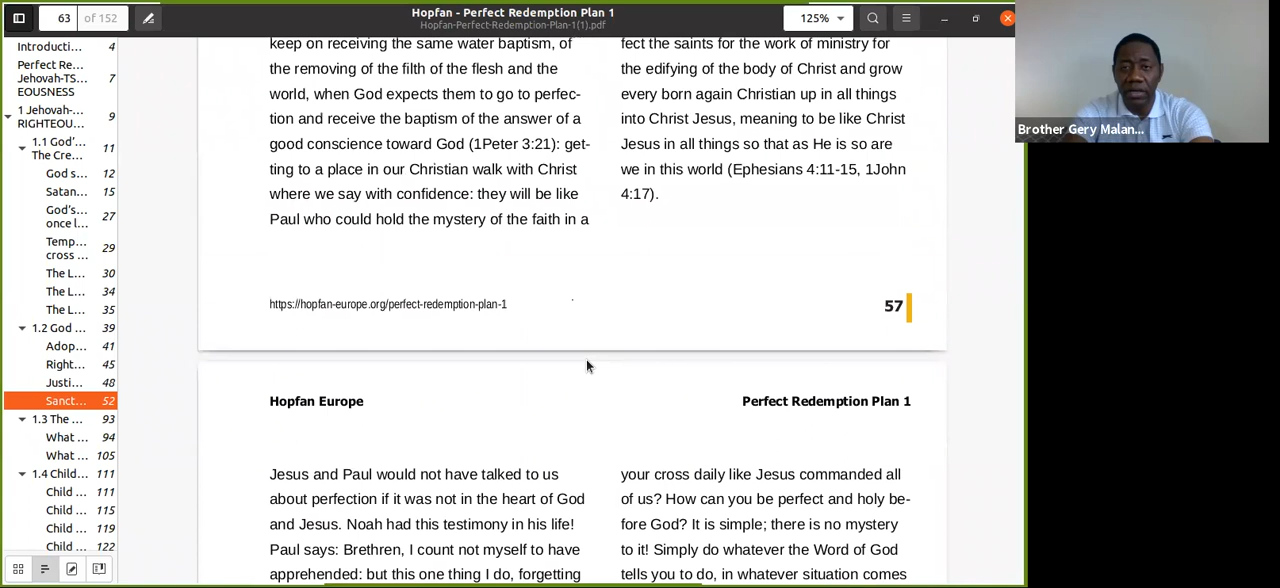 63
of 152
Hopfan - Perfect Redemption Plan 1
Hopfan-Perfect-Redemption-Plan-1(1).pdf
125%
Introducti... 4
Perfect Re...
Jehovah-TS... 7
EOUSNESS
1 Jehovah-... 9
RIGHTEOU...
1.1 God'... 11
The Cre...
God s... 12
Satan... 15
God's... 27
once l...
Temp... 29
cross ...
The L... 30
The L... 34
The L... 35
1.2 God ... 39
Adop... 41
Right... 45
Justi... 48
Sanct... 52
1.3 The ... 93
What ... 94
What ... 105
1.4 Child... 111
Child ... 111
Child ... 115
Child ... 119
Child ... 122
keep on receiving the same water baptism, of
the removing of the filth of the flesh and the
world, when God expects them to go to perfec-
tion and receive the baptism of the answer of a
good conscience toward God (1Peter 3:21): get-
ting to a place in our Christian walk with Christ
where we say with confidence: they will be like
Paul who could hold the mystery of the faith in a
fect the saints for the work of ministry for
the edifying of the body of Christ and grow
every born again Christian up in all things
into Christ Jesus, meaning to be like Christ
Jesus in all things so that as He is so are
we in this world (Ephesians 4:11-15, 1John
4:17).
https://hopfan-europe.org/perfect-redemption-plan-1
57
Hopfan Europe
Perfect Redemption Plan 1
Jesus and Paul would not have talked to us
about perfection if it was not in the heart of God
and Jesus. Noah had this testimony in his life!
Paul says: Brethren, I count not myself to have
apprehended: but this one thing I do, forgetting
your cross daily like Jesus commanded all
of us? How can you be perfect and holy be-
fore God? It is simple; there is no mystery
to it! Simply do whatever the Word of God
tells you to do, in whatever situation comes
Brother Gery Malan...